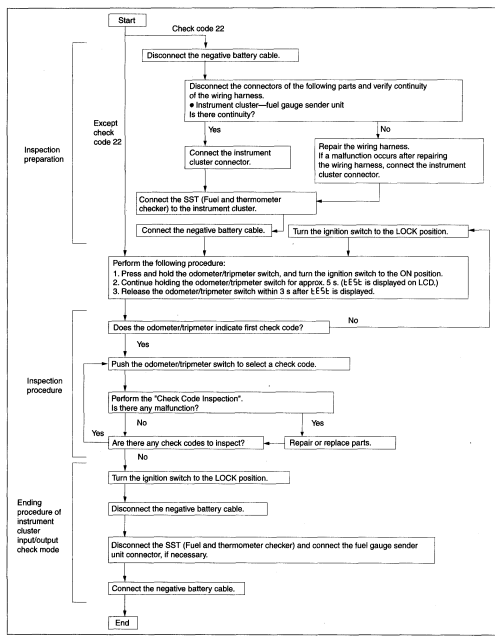 Start
Check code 22
Disconnect the negative battery cable.
Disconnect the connectors of the following parts and verify continuity
of the wiring harness.
● Instrument cluster—fuel gauge sender unit
Is there continuity?
Except
check
code 22
Inspection
preparation
Yes
No
Connect the instrument
cluster connector.
Repair the wiring harness.
If a malfunction occurs after repairing
the wiring harness, connect the instrument
cluster connector.
Connect the SST (Fuel and thermometer
checker) to the instrument cluster.
Connect the negative battery cable.
Turn the ignition switch to the LOCK position.
Perform the following procedure:
1. Press and hold the odometer/tripmeter switch, and turn the ignition switch to the ON position.
2. Continue holding the odometer/tripmeter switch for approx. 5 s. (tESt is displayed on LCD.)
3. Release the odometer/tripmeter switch within 3 s after tESt is displayed.
Does the odometer/tripmeter indicate first check code?
No
Yes
Push the odometer/tripmeter switch to select a check code.
Inspection
procedure
Perform the "Check Code Inspection".
Is there any malfunction?
No
Yes
Yes
Are there any check codes to inspect?
Repair or replace parts.
No
Turn the ignition switch to the LOCK position.
Ending
procedure of
instrument
cluster
input/output
check mode
Disconnect the negative battery cable.
Disconnect the SST (Fuel and thermometer checker) and connect the fuel gauge sender
unit connector, if necessary.
Connect the negative battery cable.
End